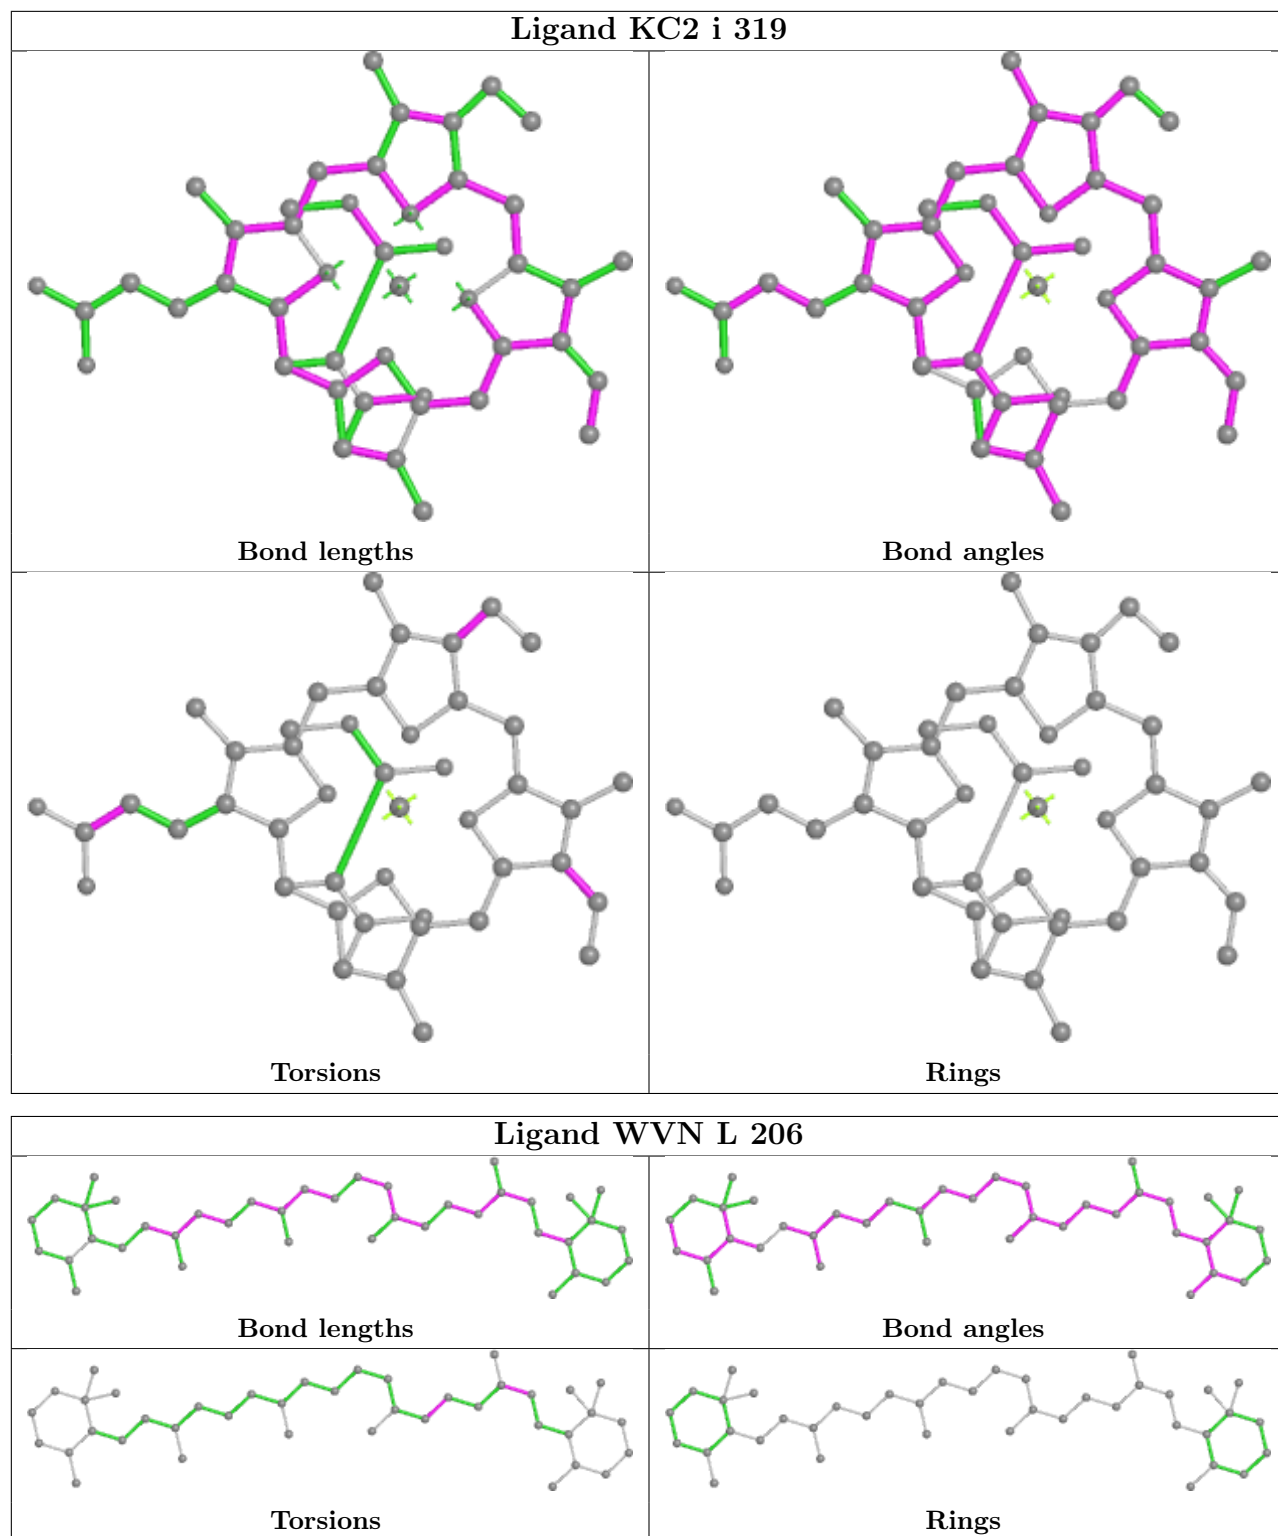 Ligand KC2 i 319
Bond lengths
Bond angles
Torsions
Rings
Ligand WVN L 206
Bond lengths
Bond angles
Torsions
Rings